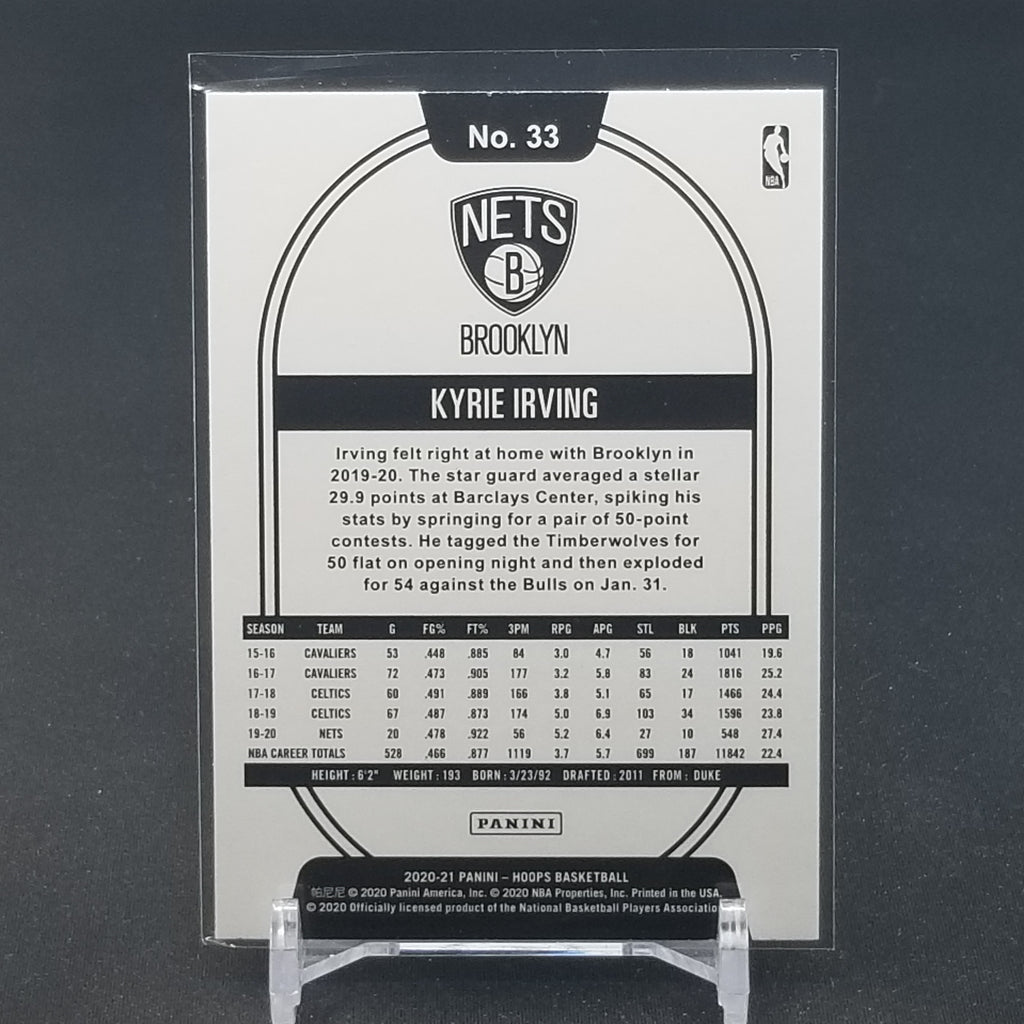 No. 33
NBA
NETS
B
BROOKLYN
KYRIE IRVING
Irving felt right at home with Brooklyn in
2019-20. The star guard averaged a stellar
29.9 points at Barclays Center, spiking his
stats by springing for a pair of 50-point
contests. He tagged the Timberwolves for
50 flat on opening night and then exploded
for 54 against the Bulls on Jan. 31.
SEASON TEAM G FG% FT% 3PM RPG APG STL BLK PTS PPG
15-16 CAVALIERS 53 .448 .885 84 3.0 4.7 56 18 1041 19.6
16-17 CAVALIERS 72 .473 .905 177 3.2 5.8 83 24 1816 25.2
17-18 CELTICS 60 .491 .889 166 3.8 5.1 65 17 1466 24.4
18-19 CELTICS 67 .487 .873 174 5.0 6.9 103 34 1596 23.8
19-20 NETS 20 .478 .922 56 5.2 6.4 27 10 548 27.4
NBA CAREER TOTALS 528 .466 .877 1119 3.7 5.7 699 187 11842 22.4
HEIGHT: 6'2" WEIGHT: 193 BORN: 3/23/92 DRAFTED: 2011 FROM: DUKE
PANINI
2020-21 PANINI – HOOPS BASKETBALL
帕尼尼 © 2020 Panini America, Inc. © 2020 NBA Properties, Inc. Printed in the USA.
© 2020 Officially licensed product of the National Basketball Players Associatio